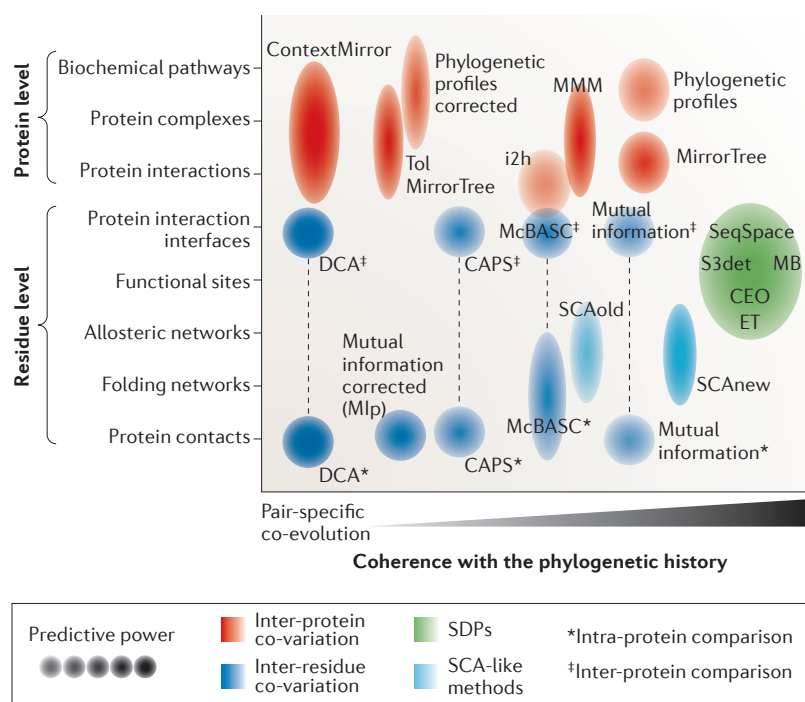 Protein level
Biochemical pathways
Protein complexes
Protein interactions
Residue level
Protein interaction
interfaces
Functional sites
Allosteric networks
Folding networks
Protein contacts
ContextMirror
Phylogenetic
profiles
corrected
Tol
MirrorTree
MMM
i2h
Phylogenetic
profiles
MirrorTree
DCA‡
CAPS‡
McBASC‡
Mutual
information‡
SeqSpace
S3det MB
CEO
ET
SCAold
SCAnew
Mutual
information
corrected
(MIp)
DCA*
CAPS*
McBASC*
Mutual
information*
Pair-specific
co-evolution
Coherence with the phylogenetic history
Predictive power
Inter-protein
co-variation
Inter-residue
co-variation
SDPs
SCA-like
methods
*Intra-protein comparison
‡Inter-protein comparison